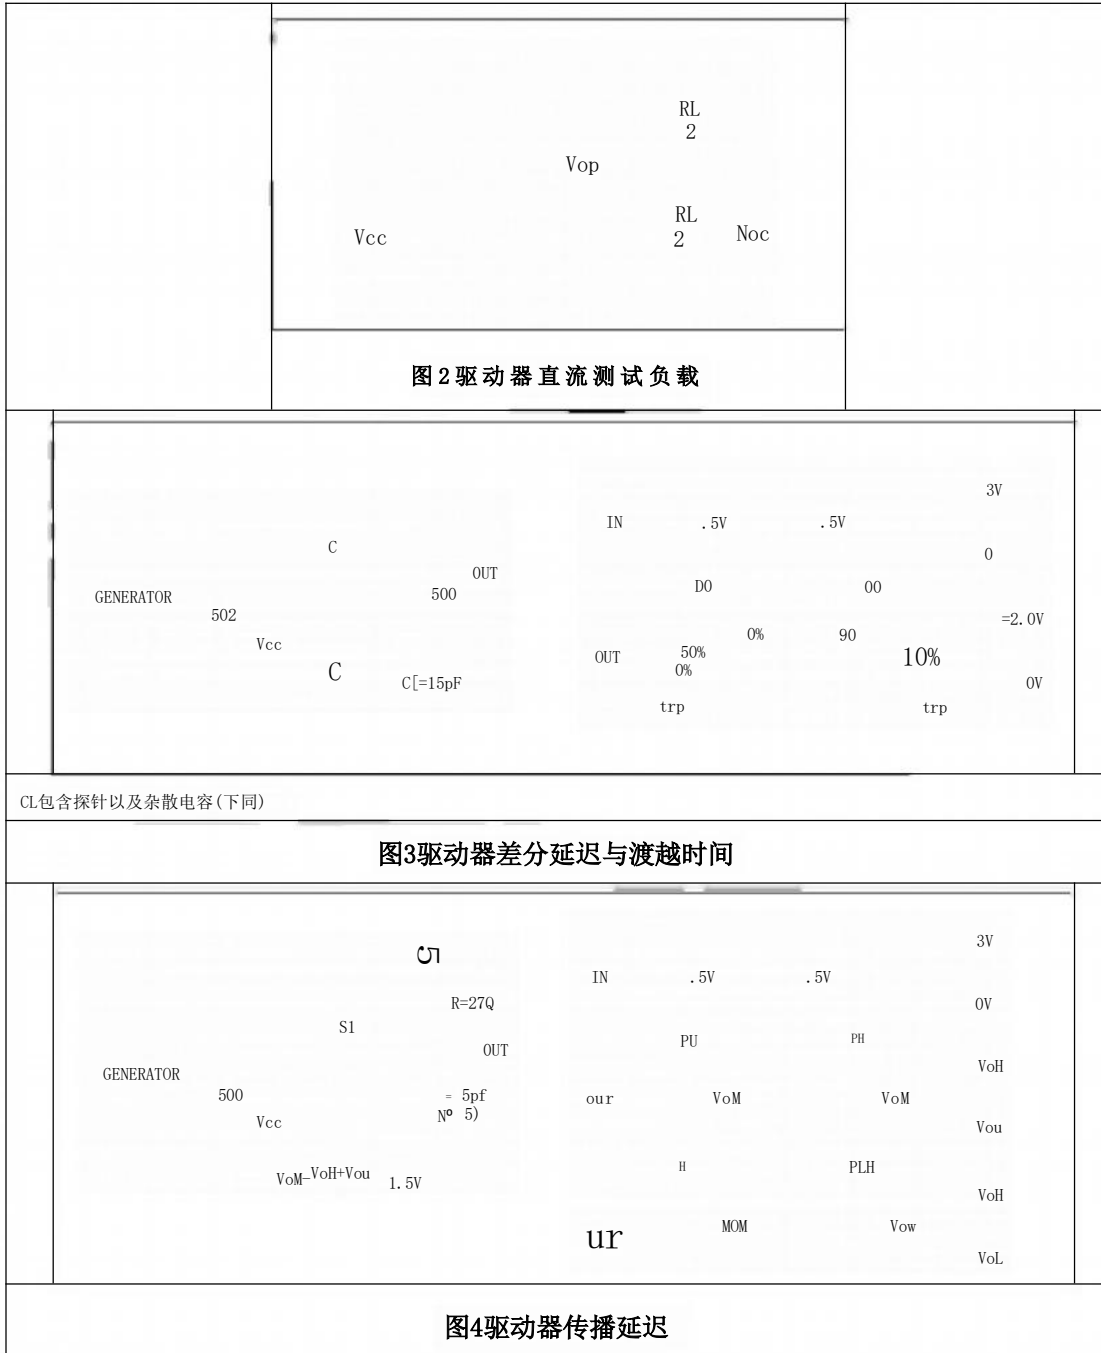 RL
2
Vop
RL
2
Vcc
Noc
图2驱动器直流测试负载
3V
IN
.5V
.5V
C
O
OUT
DO
OO
GENERATOR
500
502
=2.0V
0%
90
Vcc
OUT
50%
10%
0%
C
C[=15pF
0V
trp
trp
CL包含探针以及杂散电容(下同)
图3驱动器差分延迟与渡越时间
5
3V
IN
.5V
.5V
R=27Q
0V
S1
PU
PH
OUT
VoH
GENERATOR
500
= 5pf
our
VoM
VoM
Nº 5)
Vcc
Vou
H
PLH
VoM-VoH+Vou
1.5V
VoH
ur
MOM
Vow
VoL
图4驱动器传播延迟